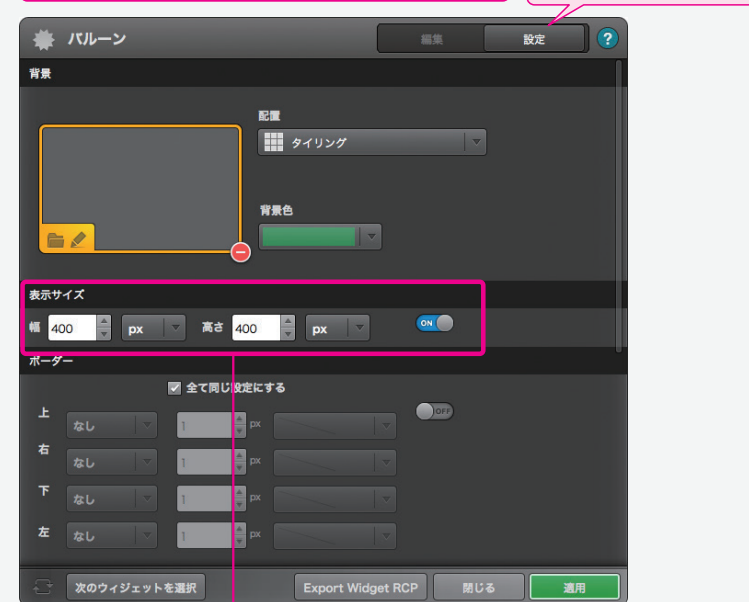 バルーン 編集 設定 ?
背景
配置
タイリング
背景色
表示サイズ
幅 400 px 高さ 400 px ON
ボーダー
全て同じ設定にする
上 なし 1 px OFF
右 なし 1 px
下 なし 1 px
左 なし 1 px
次のウィジェットを選択 Export Widget RCP 閉じる 適用